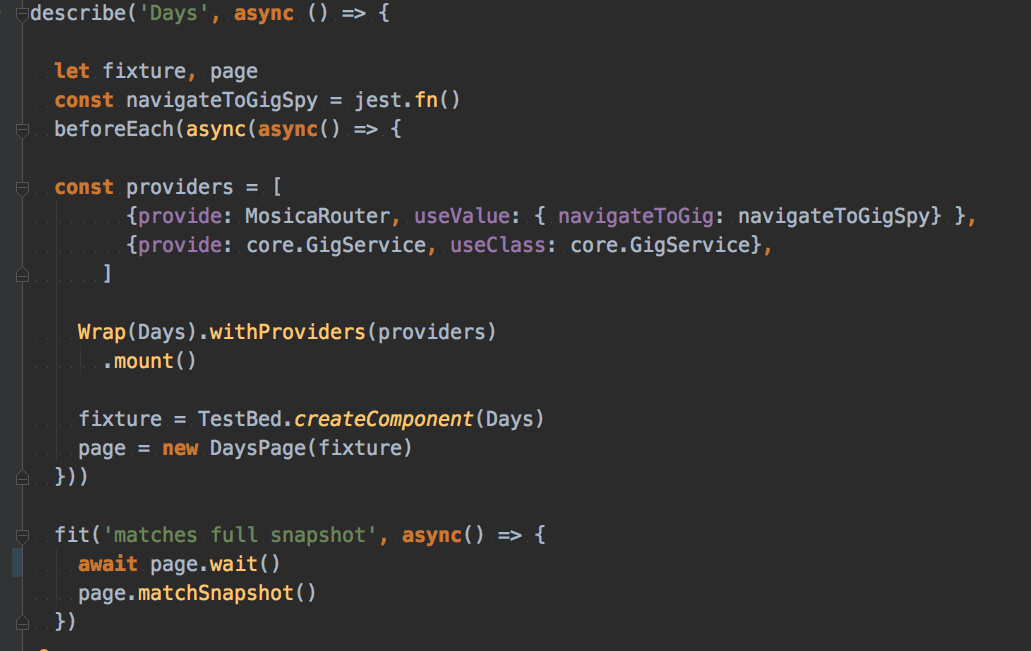 describe('Days', async () => {
let fixture, page
const navigateToGigSpy = jest.fn()
beforeEach(async(async() => {
const providers = [
{provide: MosicaRouter, useValue: { navigateToGig: navigateToGigSpy} },
{provide: core.GigService, useClass: core.GigService},
]
Wrap(Days).withProviders(providers)
.mount()
fixture = TestBed.createComponent(Days)
page = new DaysPage(fixture)
}))
fit('matches full snapshot', async() => {
await page.wait()
page.matchSnapshot()
})